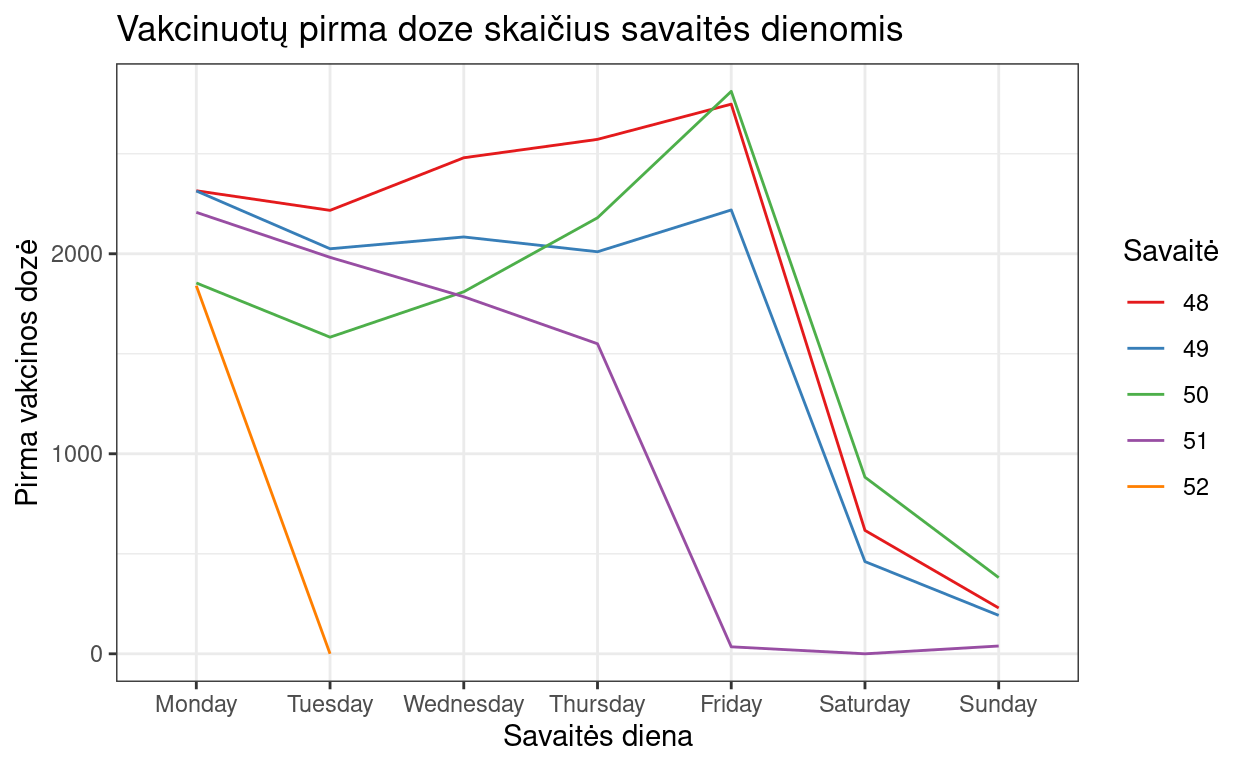 Vakcinuotų pirma doze skaičius savaitės dienomis
Pirma vakcinos dozė
2000
1000
0
Monday
Tuesday
Wednesday
Thursday
Friday
Saturday
Sunday
Savaitės diena
Savaitė
48
49
50
51
52